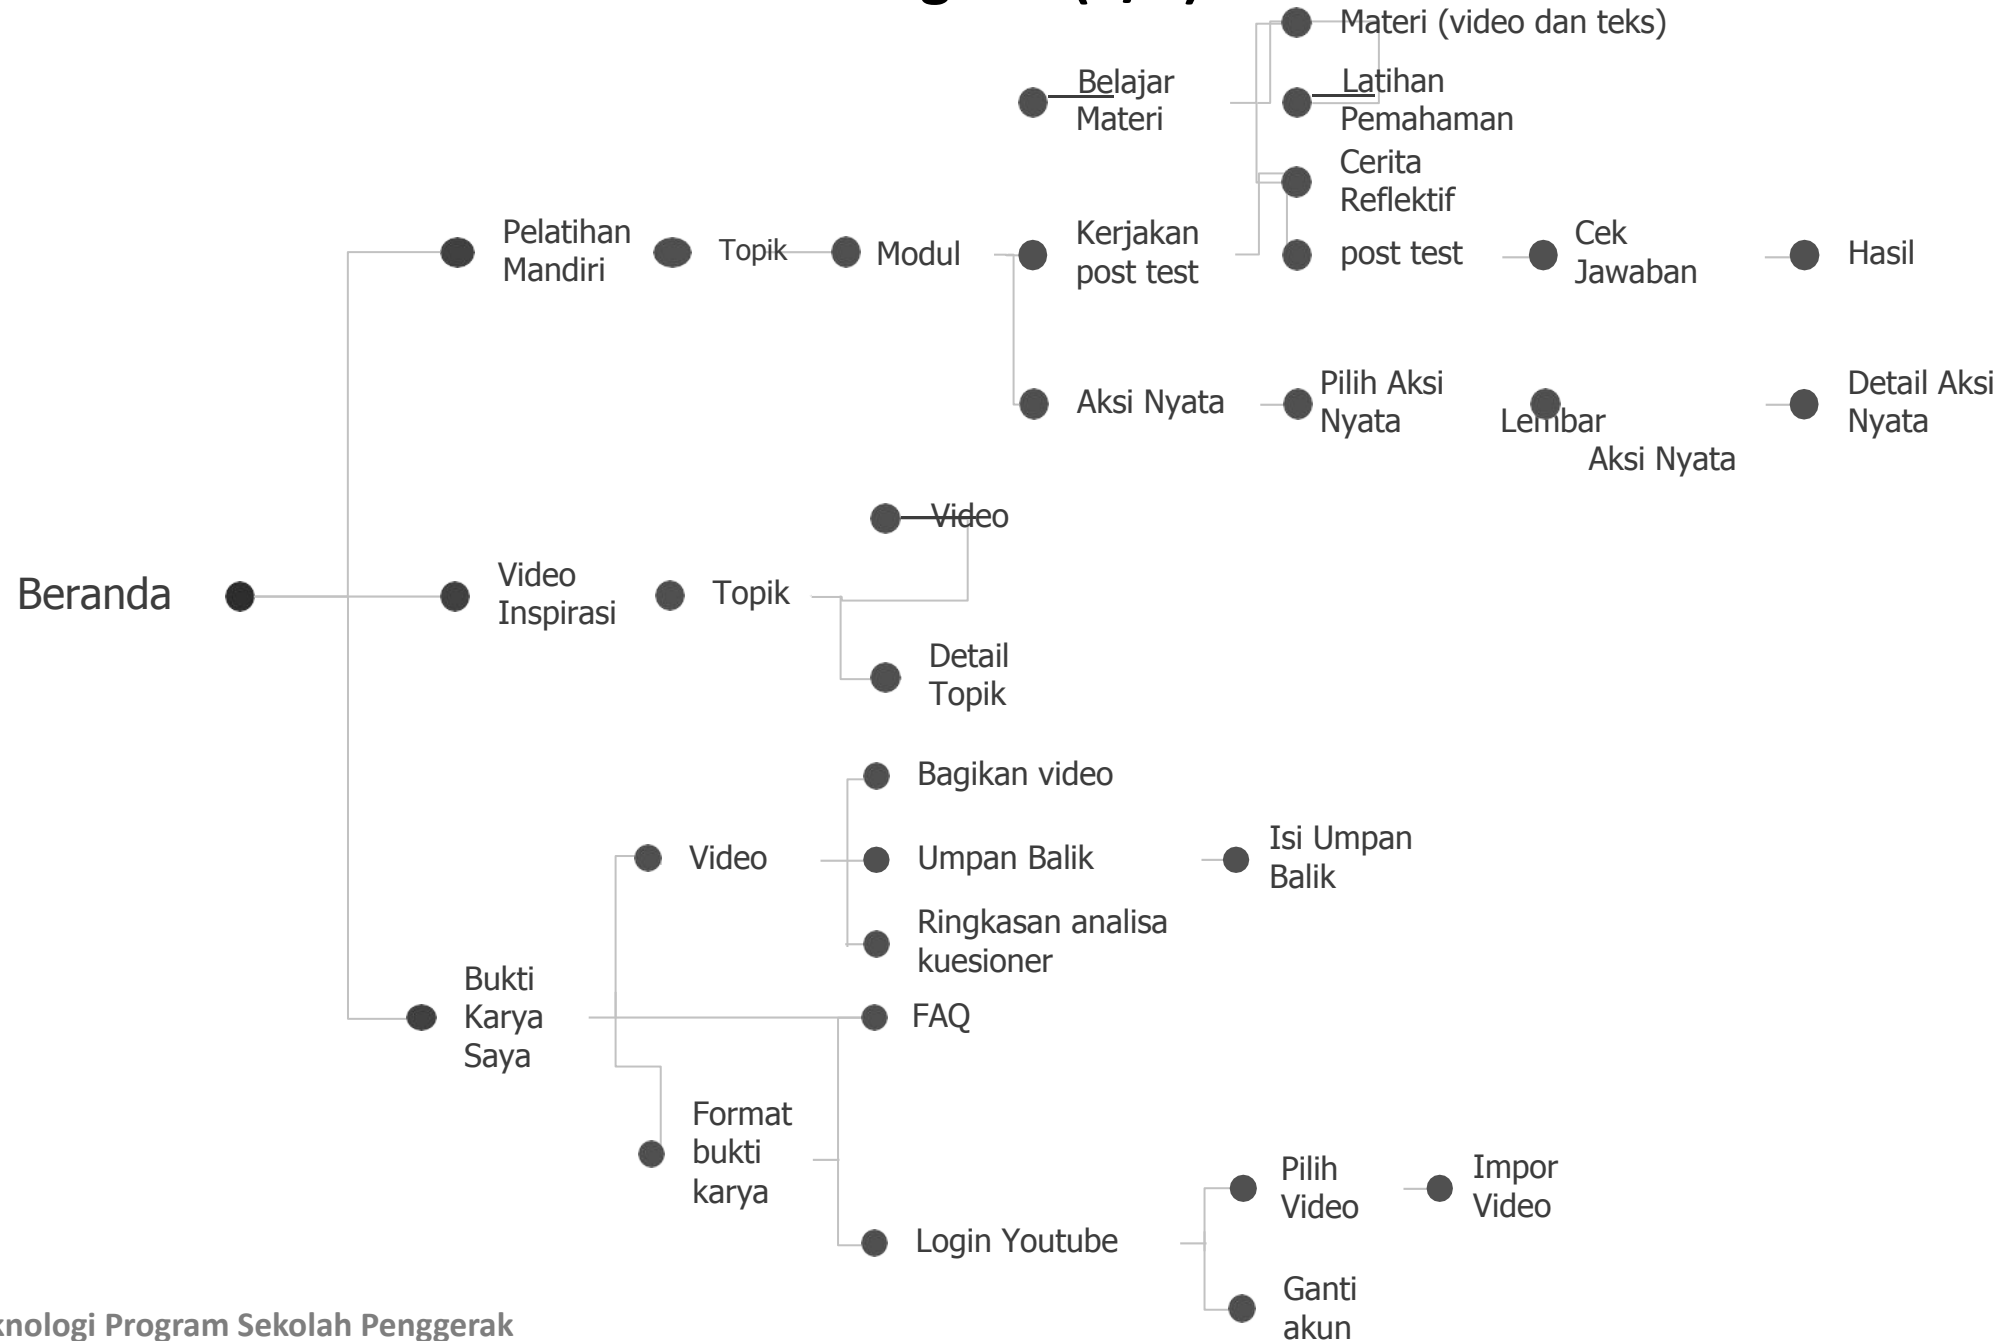 Materi (video dan teks)
Belajar
Materi
Latihan
Pemahaman
Cerita
Reflektif
Pelatihan
Mandiri
Topik
Modul
Kerjakan
post test
post test
Cek
Jawaban
Hasil
Aksi Nyata
Pilih Aksi
Nyata
Lembar
Aksi Nyata
Detail Aksi
Nyata
Video
Beranda
Video
Inspirasi
Topik
Detail
Topik
Bagikan video
Video
Umpan Balik
Isi Umpan
Balik
Ringkasan analisa
kuesioner
Bukti
Karya
Saya
FAQ
Format
bukti
karya
Pilih
Video
Impor
Video
Login Youtube
Ganti
akun
Program Sekolah Penggerak